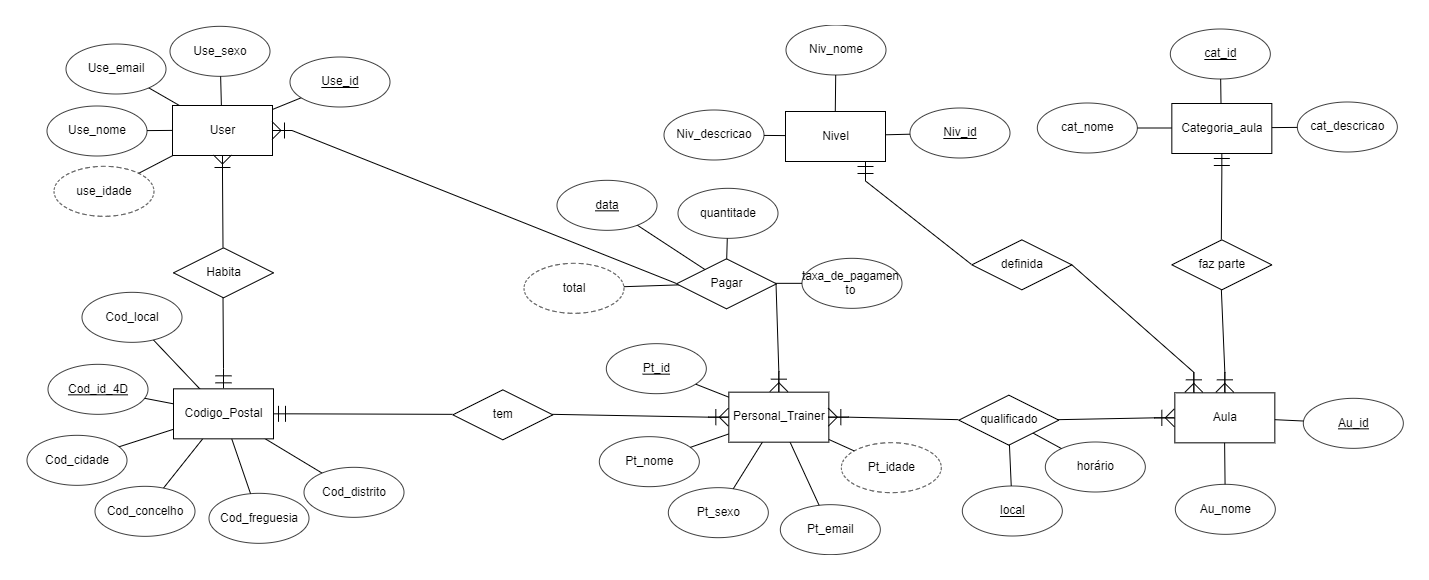 Use_sexo
Use_email
Use_id
Use_nome
User
use_idade
Habita
Cod_local
Cod_id_4D
Codigo_Postal
Cod_cidade
Cod_concelho
Cod_freguesia
Cod_distrito
tem
Niv_nome
Niv_descricao
Nivel
Niv_id
data
quantitade
total
Pagar
taxa_de_pagamen
to
definida
cat_id
cat_nome
Categoria_aula
cat_descricao
faz parte
Pt_id
Personal_Trainer
Pt_nome
Pt_sexo
Pt_email
Pt_idade
qualificado
horário
local
Aula
Au_id
Au_nome